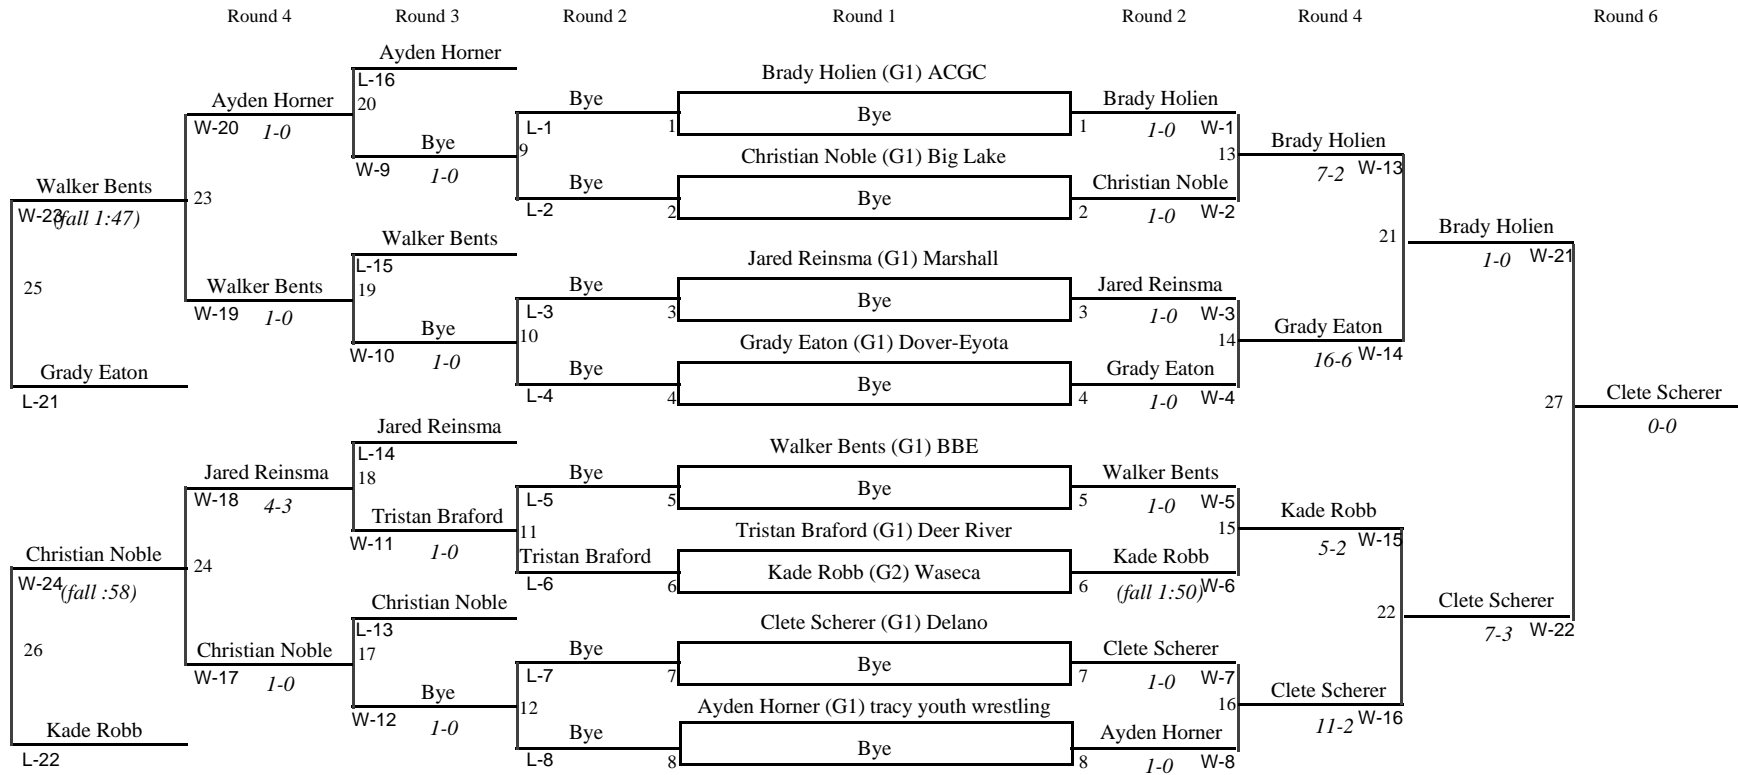 Round 4 Round 3 Round 2 Round 1 Round 2 Round 4 Round 6
Ayden Horner
L-16
20
Ayden Horner
W-20 1-0
Bye
W-9 1-0
9
Bye
L-1 1
Bye
L-2 2
Brady Holien (G1) ACGC
Bye
Christian Noble (G1) Big Lake
Bye
Brady Holien
1 1-0 W-1
Christian Noble
2 1-0 W-2
13
Brady Holien
7-2 W-13
Walker Bents
W-23 (fall 1:47)
23
25
Grady Eaton
L-21
Walker Bents
L-15
19
Walker Bents
W-19 1-0
Bye
W-10 1-0
10
Bye
L-3 3
Bye
L-4 4
Jared Reinsma (G1) Marshall
Bye
Grady Eaton (G1) Dover-Eyota
Bye
Jared Reinsma
3 1-0 W-3
Grady Eaton
4 1-0 W-4
14
Grady Eaton
16-6 W-14
21
Brady Holien
1-0 W-21
27
Clete Scherer
0-0
Jared Reinsma
L-14
18
Jared Reinsma
W-18 4-3
Tristan Braford
W-11 1-0
11
Bye
L-5 5
Tristan Braford
L-6 6
Walker Bents (G1) BBE
Bye
Tristan Braford (G1) Deer River
Kade Robb (G2) Waseca
Walker Bents
5 1-0 W-5
Kade Robb
6 (fall 1:50) W-6
15
Kade Robb
5-2 W-15
Christian Noble
W-24 (fall :58)
24
26
Kade Robb
L-22
Christian Noble
L-13
17
Christian Noble
W-17 1-0
Bye
W-12 1-0
12
Bye
L-7 7
Bye
L-8 8
Clete Scherer (G1) Delano
Bye
Ayden Horner (G1) tracy youth wrestling
Bye
Clete Scherer
7 1-0 W-7
Ayden Horner
8 1-0 W-8
16
Clete Scherer
11-2 W-16
22
Clete Scherer
7-3 W-22